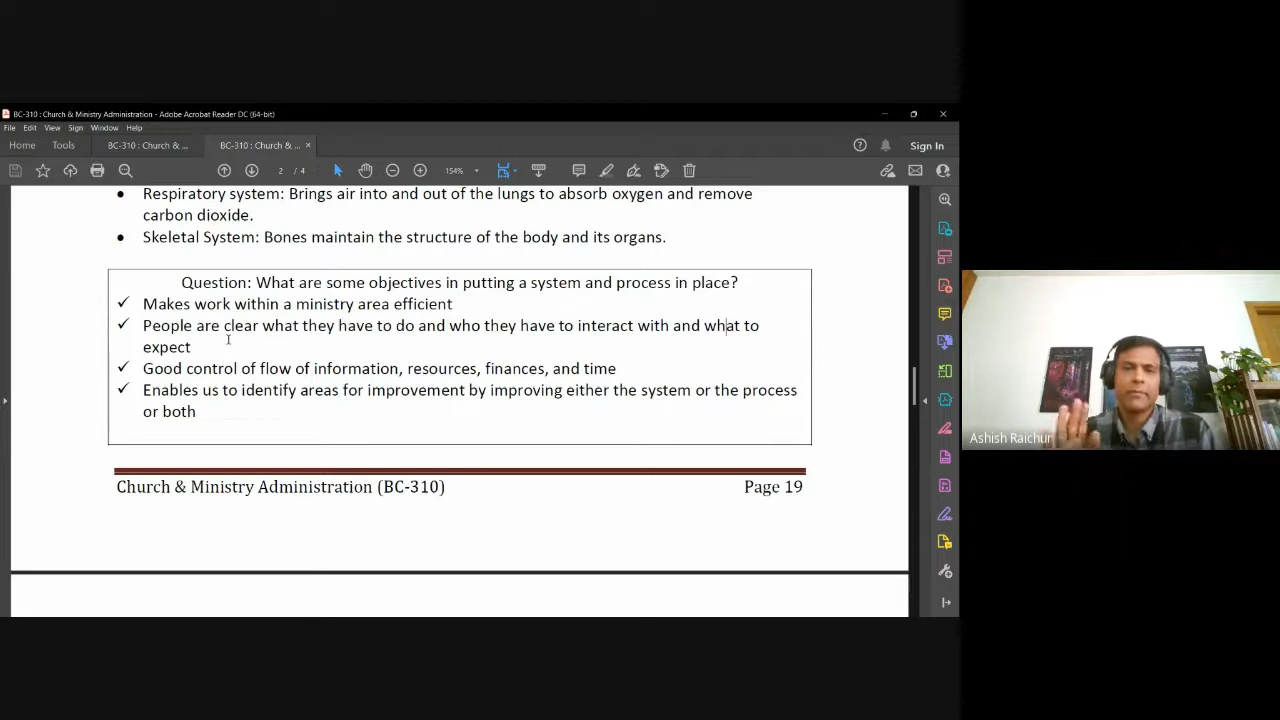 BC-310 : Church & Ministry Administration - Adobe Acrobat Reader DC (64-bit)
File Edit View Sign Window Help
Home Tools BC-310 : Church & ... BC-310 : Church & ... × Sign In
2 / 4 154%
Respiratory system: Brings air into and out of the lungs to absorb oxygen and remove
carbon dioxide.
Skeletal System: Bones maintain the structure of the body and its organs.
Question: What are some objectives in putting a system and process in place?
Makes work within a ministry area efficient
People are clear what they have to do and who they have to interact with and what to
expect
Good control of flow of information, resources, finances, and time
Enables us to identify areas for improvement by improving either the system or the process
or both
Church & Ministry Administration (BC-310) Page 19
Ashish Raichur